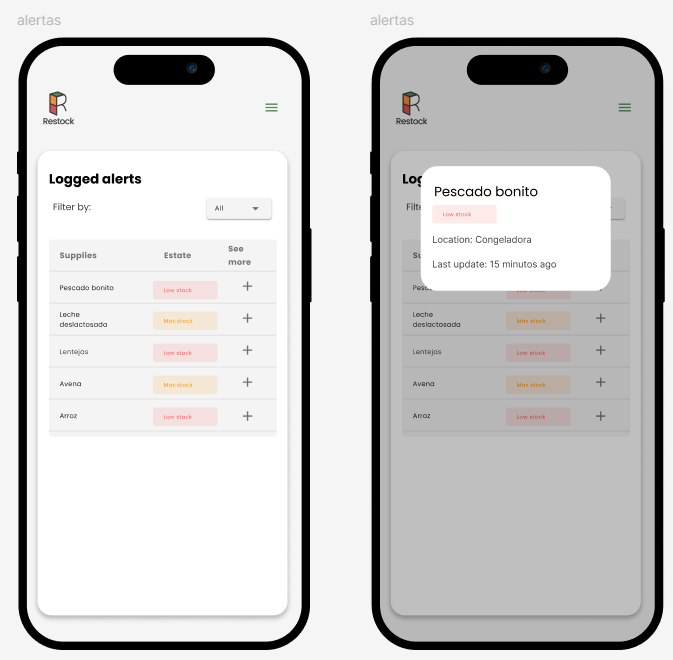 alertas
Restock
Logged alerts
Filter by:
All
Supplies
Estate
See
more
Pescado bonito
Low stock
Leche
deslactosada
Max stock
Lentejas
Low stock
Avena
Max stock
Arroz
Low stock
alertas
Restock
Log
Filte
Pescado bonito
Low stock
Location: Congeladora
Last update: 15 minutos ago
Su
Pesc
Leche
deslactosada
Max stock
Lentejas
Low stock
Avena
Max stock
Arroz
Low stock